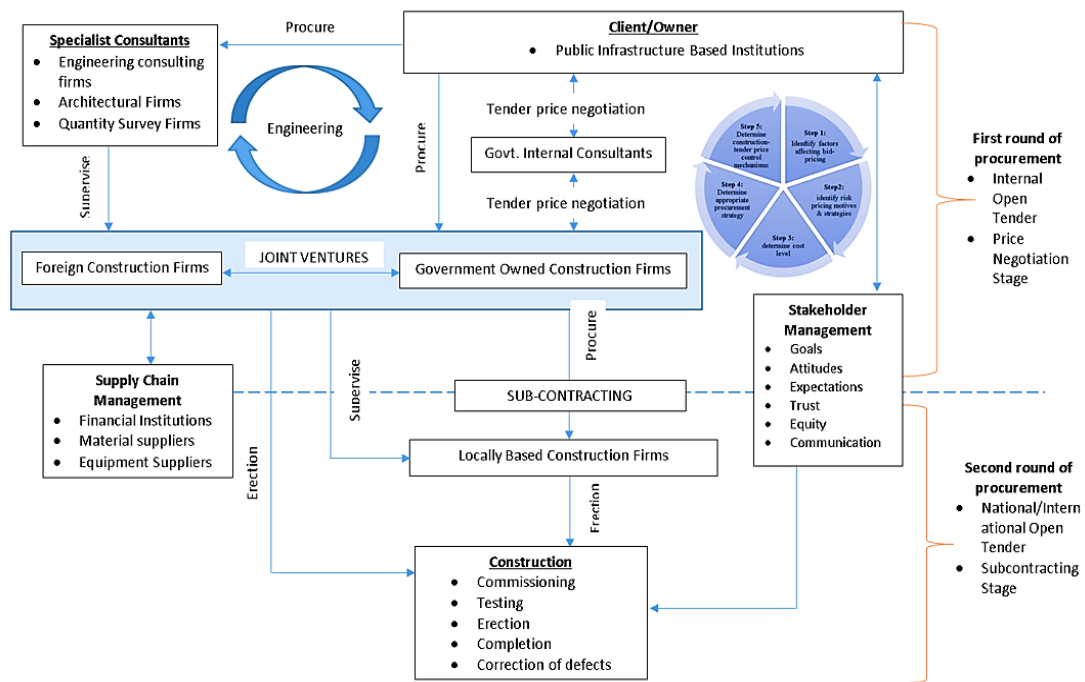 Specialist Consultants
● Engineering consulting
firms
● Architectural Firms
● Quantity Survey Firms
Procure
Client/Owner
● Public Infrastructure Based Institutions
Engineering
Tender price negotiation
Govt. Internal Consultants
Tender price negotiation
Procure
Supervise
Step 5:
Determine
construction-
tender price
control
mechanisms
Step 1:
Identify factors
affecting bid-
pricing
Step 4:
Determine
appropriate
procurement
strategy
Step2:
identify risk
pricing motives
& strategies
Step 3:
determine cost
level
First round of
procurement
● Internal
Open
Tender
● Price
Negotiation
Stage
Foreign Construction Firms
JOINT VENTURES
Government Owned Construction Firms
Procure
Supervise
Erection
Supply Chain
Management
● Financial Institutions
● Material suppliers
● Equipment Suppliers
SUB-CONTRACTING
Locally Based Construction Firms
Erection
Stakeholder
Management
● Goals
● Attitudes
● Expectations
● Trust
● Equity
● Communication
Second round of
procurement
● National/Intern
ational Open
Tender
● Subcontracting
Stage
Construction
● Commissioning
● Testing
● Erection
● Completion
● Correction of defects